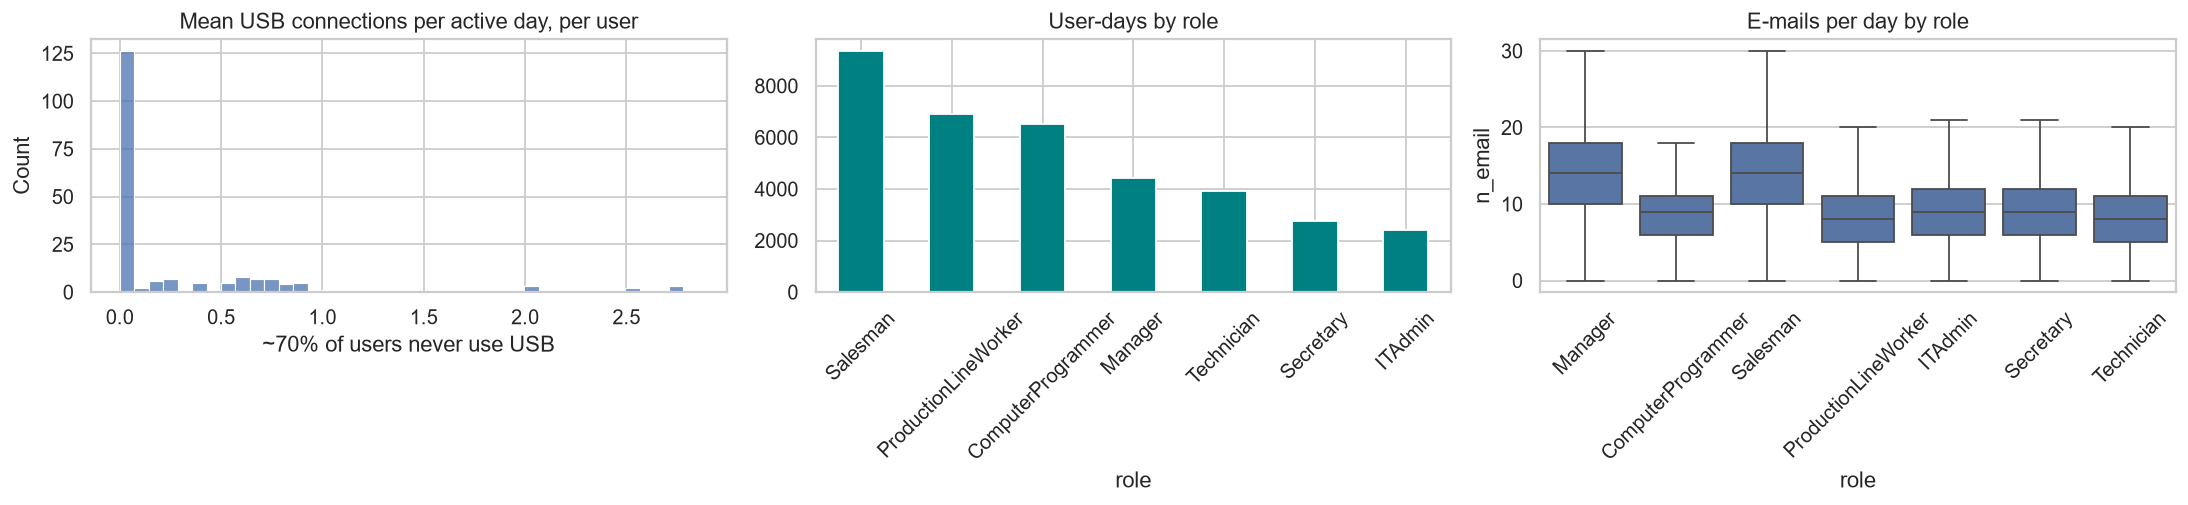 Mean USB connections per active day, per user
Count
125
100
75
50
25
0
0.0 0.5 1.0 1.5 2.0 2.5
~70% of users never use USB
User-days by role
8000
6000
4000
2000
0
Salesman
ProductionLineWorker
ComputerProgrammer
Manager
Technician
Secretary
ITAdmin
role
E-mails per day by role
n_email
30
20
10
0
Manager
ComputerProgrammer
Salesman
ProductionLineWorker
ITAdmin
Secretary
Technician
role